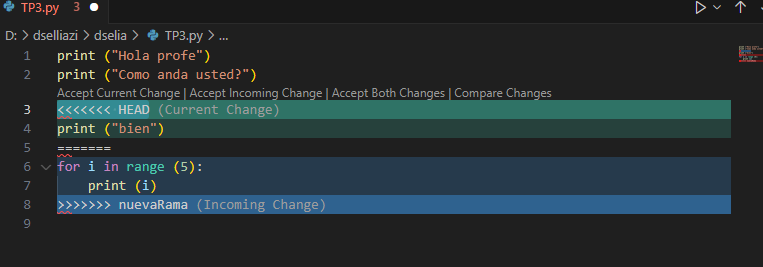 TP3.py 3
D: > dselliazi > dselia > TP3.py > ...
1 print ("Hola profe")
2 print ("Como anda usted?")
Accept Current Change | Accept Incoming Change | Accept Both Changes | Compare Changes
3 <<<<<<< HEAD (Current Change)
4 print ("bien")
5 =======
6 for i in range (5):
7     print (i)
8 >>>>>>> nuevaRama (Incoming Change)
9